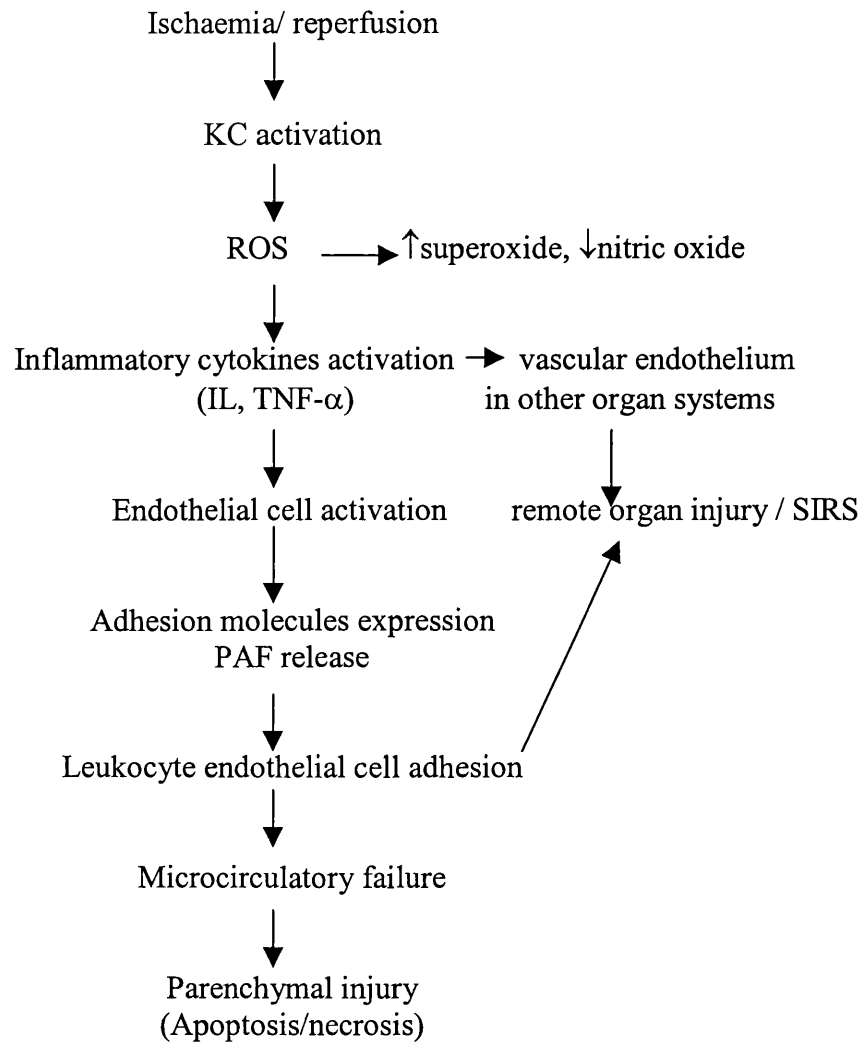 Ischaemia/ reperfusion
KC activation
ROS
↑superoxide, ↓nitric oxide
Inflammatory cytokines activation
(IL, TNF-α)
vascular endothelium
in other organ systems
Endothelial cell activation
remote organ injury / SIRS
Adhesion molecules expression
PAF release
Leukocyte endothelial cell adhesion
Microcirculatory failure
Parenchymal injury
(Apoptosis/necrosis)